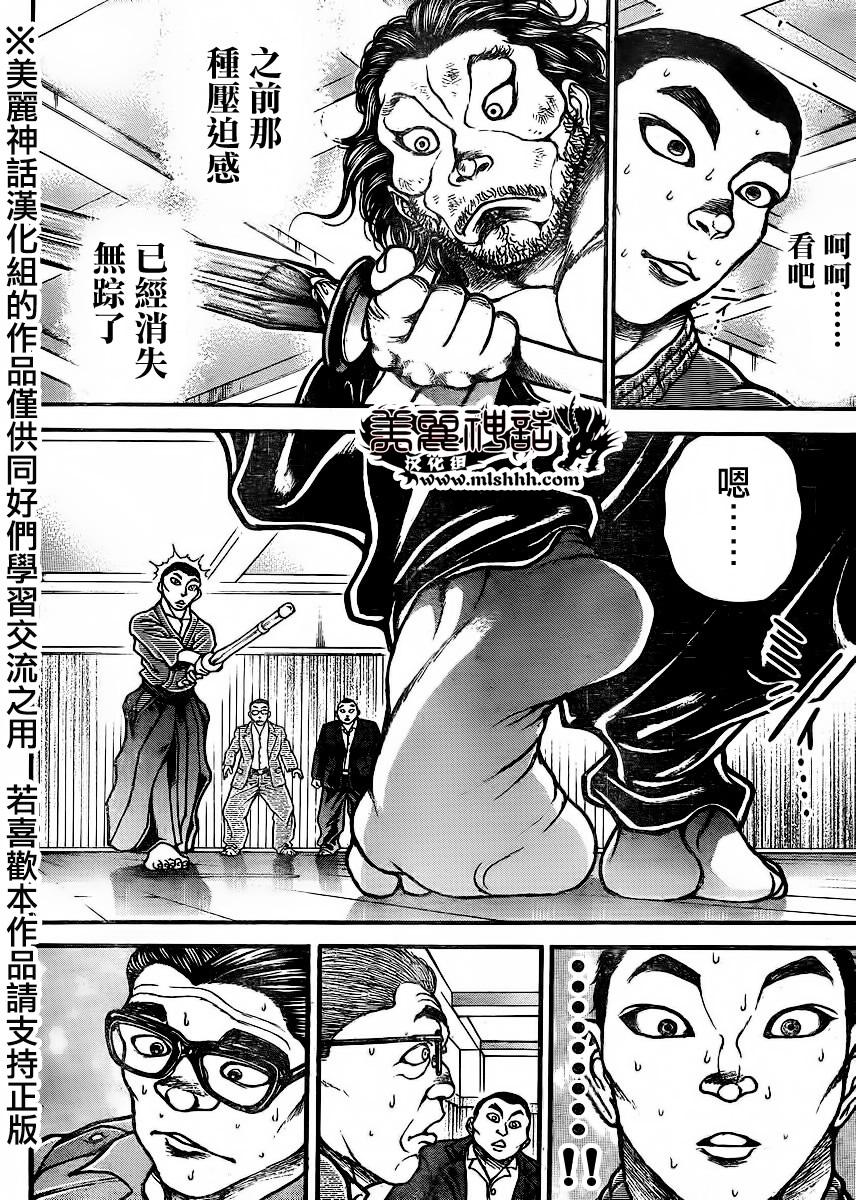 呵呵……
看吧
之前那
種壓迫感
已經消失
無踪了
嗯……
………………!!
美麗神話
汉化组
www.mlshhh.com
※美麗神話漢化組的作品僅供同好們學習交流之用－若喜歡本作品請支持正版